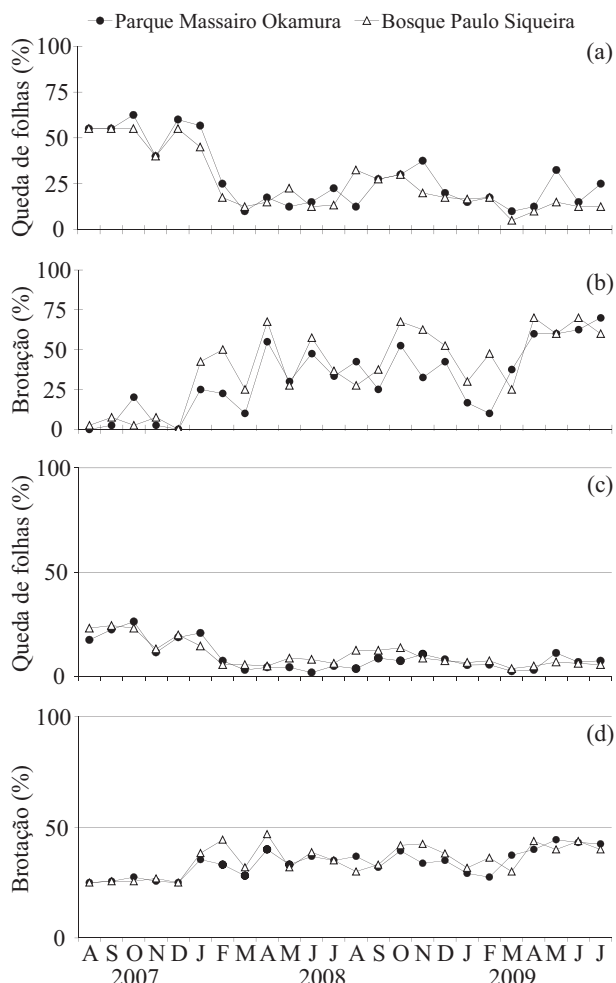 Parque Massairo Okamura Bosque Paulo Siqueira
(a)
Queda de folhas (%)
100
75
50
25
0
(b)
Brotação (%)
100
75
50
25
0
(c)
Queda de folhas (%)
100
50
0
(d)
Brotação (%)
100
50
0
A S O N D J F M A M J J A S O N D J F M A M J J
2007 2008 2009